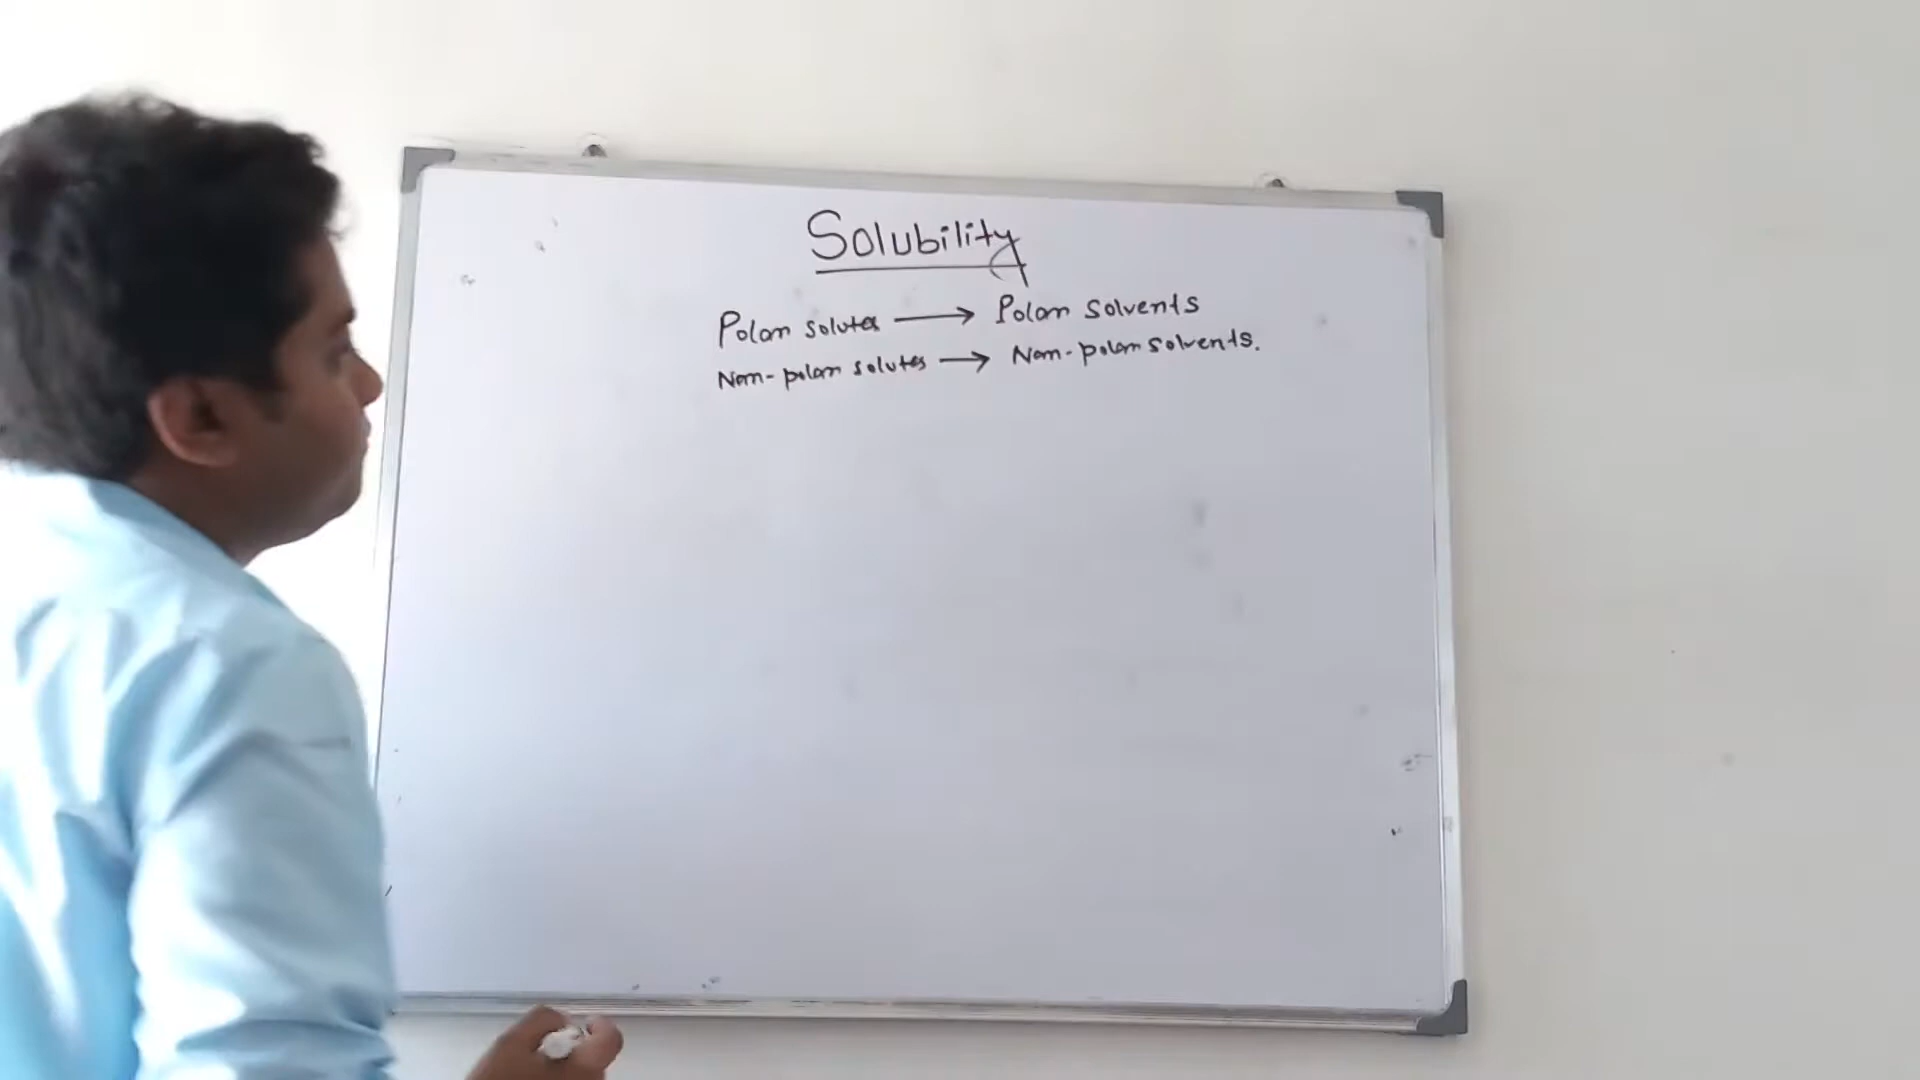 Solubility
Polar solutes → Polar solvents
Non-polar solutes → Non-polar solvents.